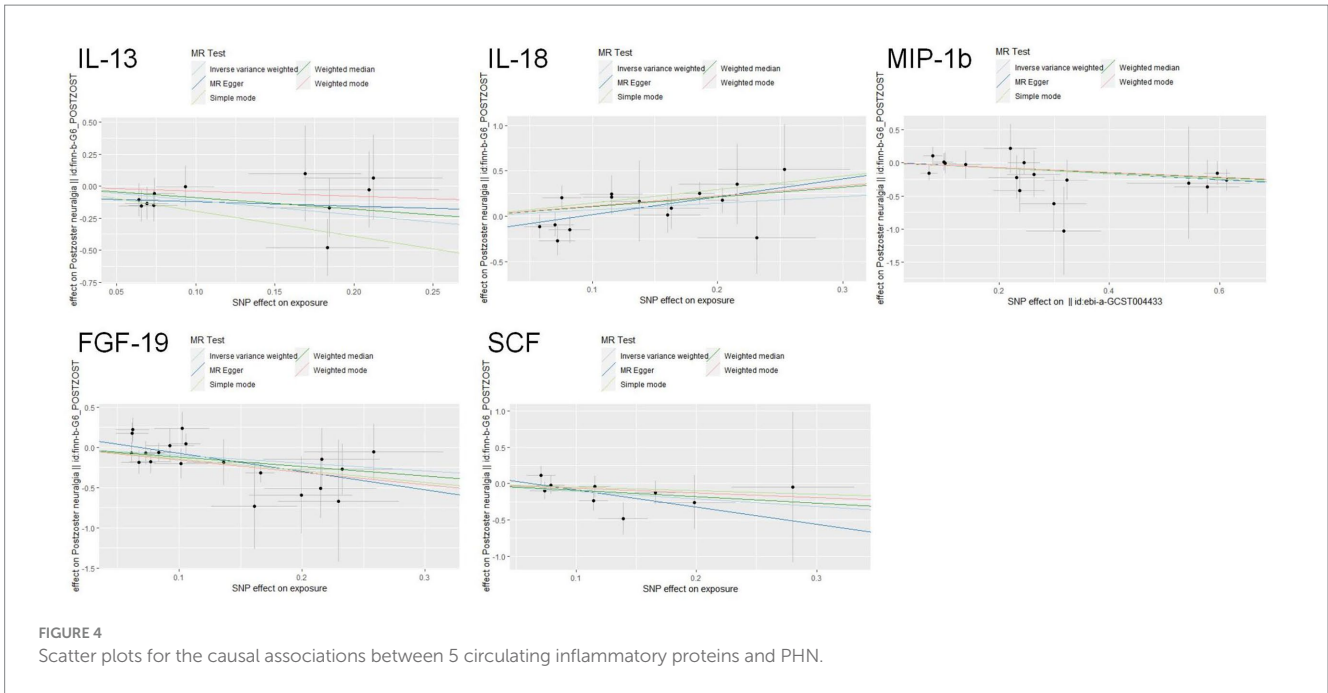 IL-13
MR Test
Inverse variance weighted
Weighted median
MR Egger
Weighted mode
Simple mode
effect on Postzoster neuralgia || id:finn-b-G6_POSTZOST
0.50
0.25
0.00
-0.25
-0.50
-0.75
0.05
0.10
0.15
0.20
0.25
SNP effect on exposure
IL-18
MR Test
Inverse variance weighted
Weighted median
MR Egger
Weighted mode
Simple mode
effect on Postzoster neuralgia || id:finn-b-G6_POSTZOST
1.0
0.5
0.0
-0.5
0.1
0.2
0.3
SNP effect on exposure
MIP-1b
MR Test
Inverse variance weighted
Weighted median
MR Egger
Weighted mode
Simple mode
effect on Postzoster neuralgia || id:finn-b-G6_POSTZOST
0.5
0.0
-0.5
-1.0
-1.5
0.2
0.4
0.6
SNP effect on || id:ebi-a-GCST004433
FGF-19
MR Test
Inverse variance weighted
Weighted median
MR Egger
Weighted mode
Simple mode
effect on Postzoster neuralgia || id:finn-b-G6_POSTZOST
0.5
0.0
-0.5
-1.0
-1.5
0.1
0.2
0.3
SNP effect on exposure
SCF
MR Test
Inverse variance weighted
Weighted median
MR Egger
Weighted mode
Simple mode
effect on Postzoster neuralgia || id:finn-b-G6_POSTZOST
1.0
0.5
0.0
-0.5
-1.0
0.1
0.2
0.3
SNP effect on exposure
FIGURE 4
Scatter plots for the causal associations between 5 circulating inflammatory proteins and PHN.